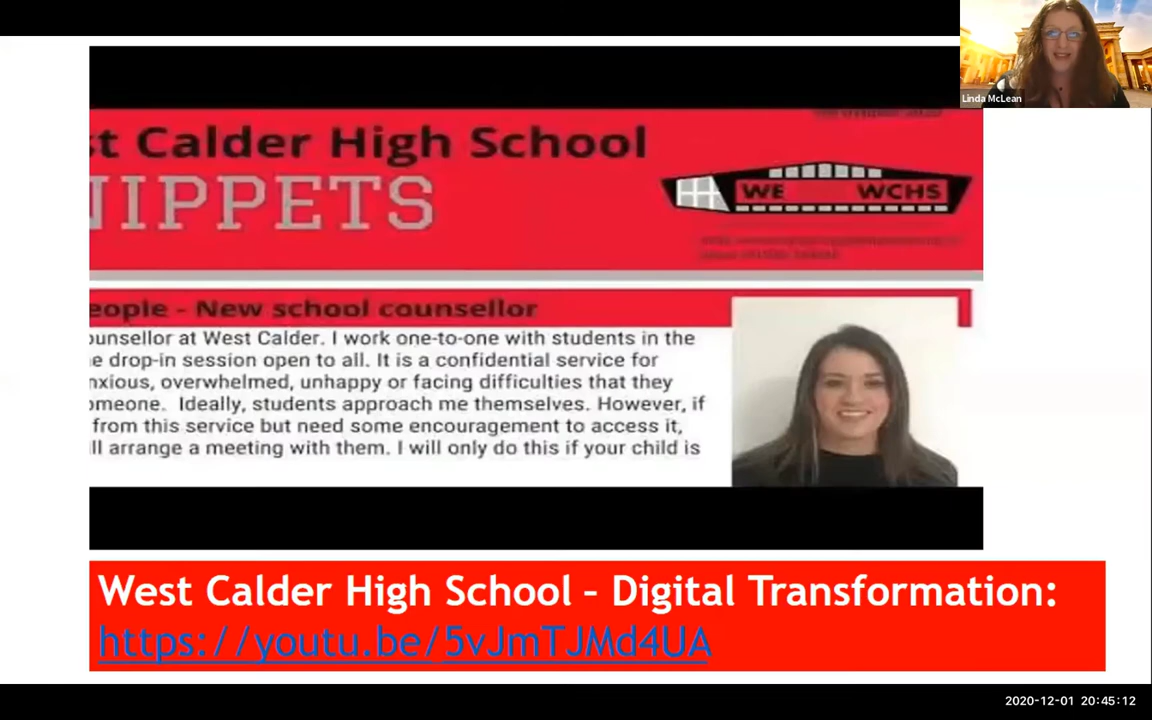 Linda McLean
st Calder High School
NIPPETS
WE WCHS
eople - New school counsellor
ounsellor at West Calder. I work one-to-one with students in the
e drop-in session open to all. It is a confidential service for
nxious, overwhelmed, unhappy or facing difficulties that they
omeone. Ideally, students approach me themselves. However, if
from this service but need some encouragement to access it,
ll arrange a meeting with them. I will only do this if your child is
West Calder High School – Digital Transformation:
https://youtu.be/5vJmTJMd4UA
2020-12-01 20:45:12